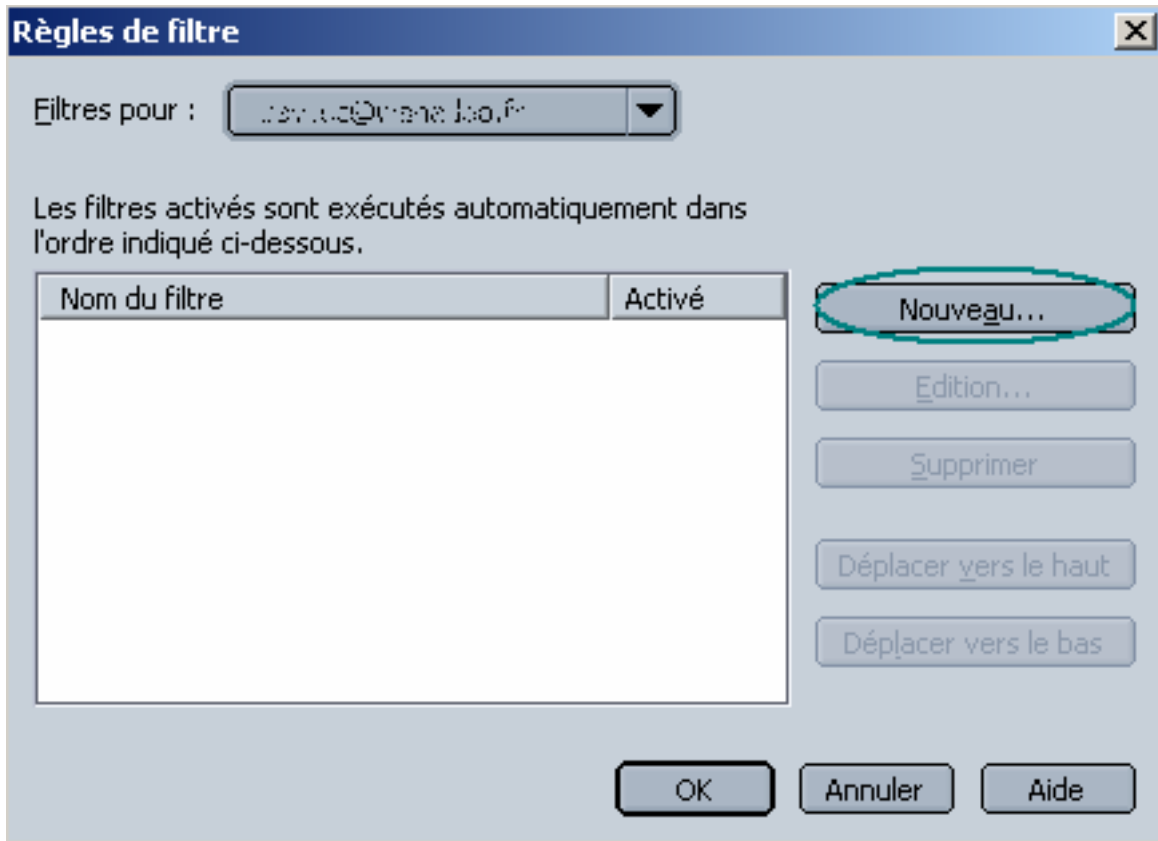 Règles de filtre
Filtres pour :
Les filtres activés sont exécutés automatiquement dans
l'ordre indiqué ci-dessous.
Nom du filtre Activé
Nouveau...
Edition...
Supprimer
Déplacer vers le haut
Déplacer vers le bas
OK Annuler Aide